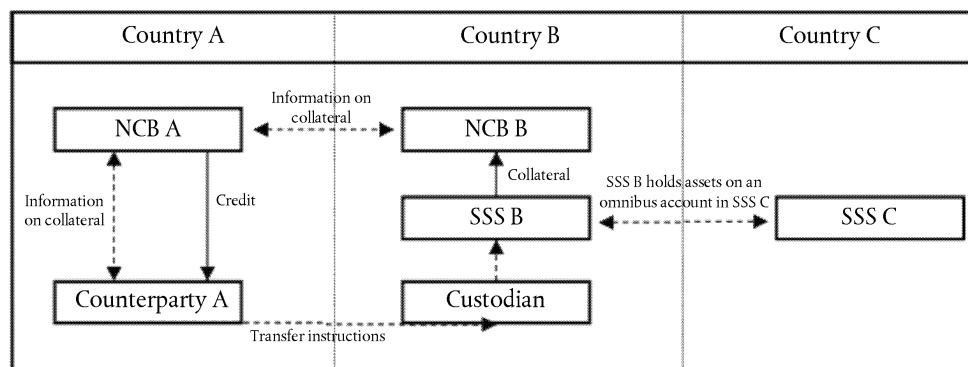 Country A
Country B
Country C
Information on
collateral
NCB A
NCB B
Information
on collateral
Credit
Collateral
SSS B holds assets on an
omnibus account in SSS C
SSS B
SSS C
Counterparty A
Custodian
Transfer instructions